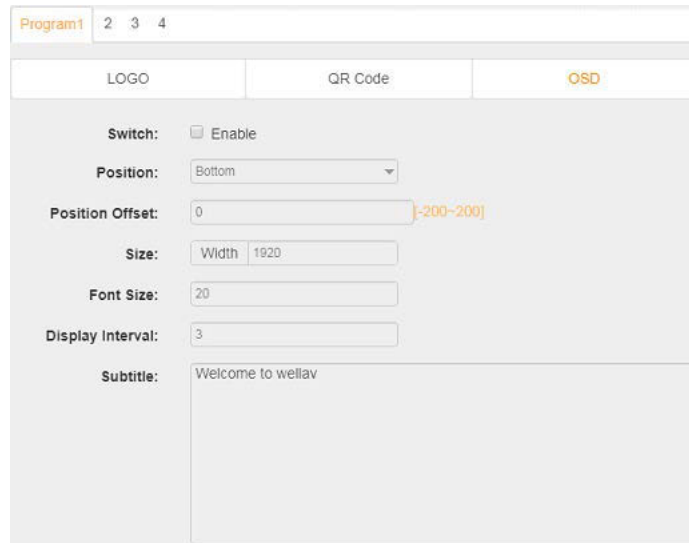 Program1 2 3 4
LOGO QR Code OSD
Switch: Enable
Position: Bottom
Position Offset: 0 [-200~200]
Size: Width 1920
Font Size: 20
Display Interval: 3
Subtitle: Welcome to wellav